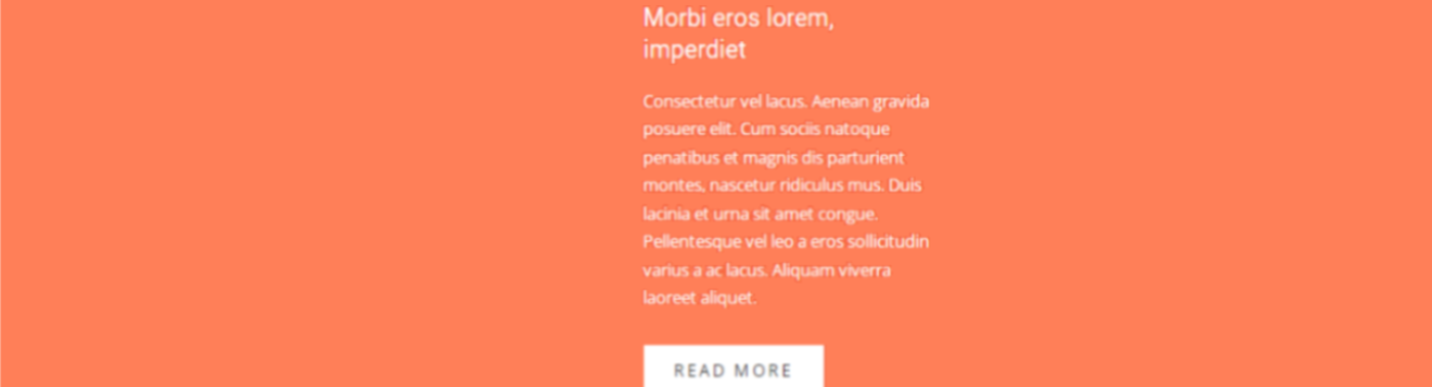 Morbi eros lorem,
imperdiet
Consectetur vel lacus. Aenean gravida
posuere elit. Cum sociis natoque
penatibus et magnis dis parturient
montes, nascetur ridiculus mus. Duis
lacinia et urna sit amet congue.
Pellentesque vel leo a eros sollicitudin
varius a ac lacus. Aliquam viverra
laoreet aliquet.
READ MORE